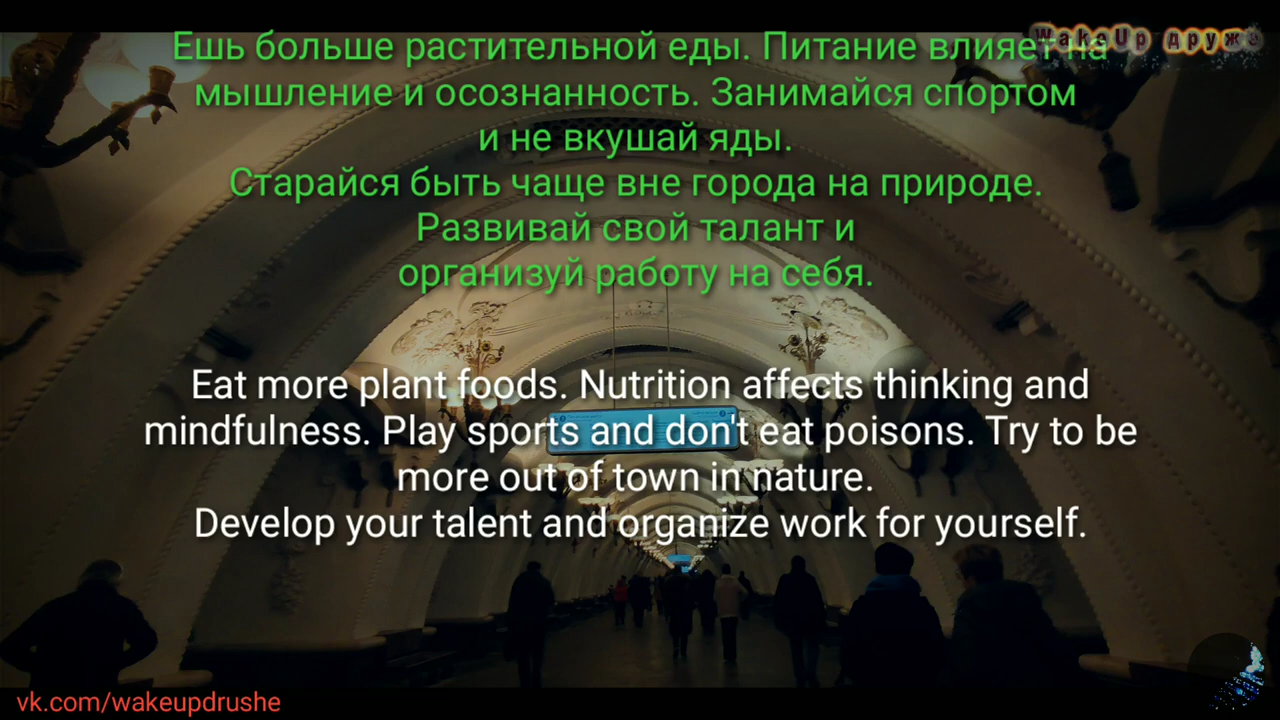 WakeUp друже
Ешь больше растительной еды. Питание влияет на
мышление и осознанность. Занимайся спортом
и не вкушай яды.
Старайся быть чаще вне города на природе.
Развивай свой талант и
организуй работу на себя.
Eat more plant foods. Nutrition affects thinking and
mindfulness. Play sports and don't eat poisons. Try to be
more out of town in nature.
Develop your talent and organize work for yourself.
vk.com/wakeupdrushe